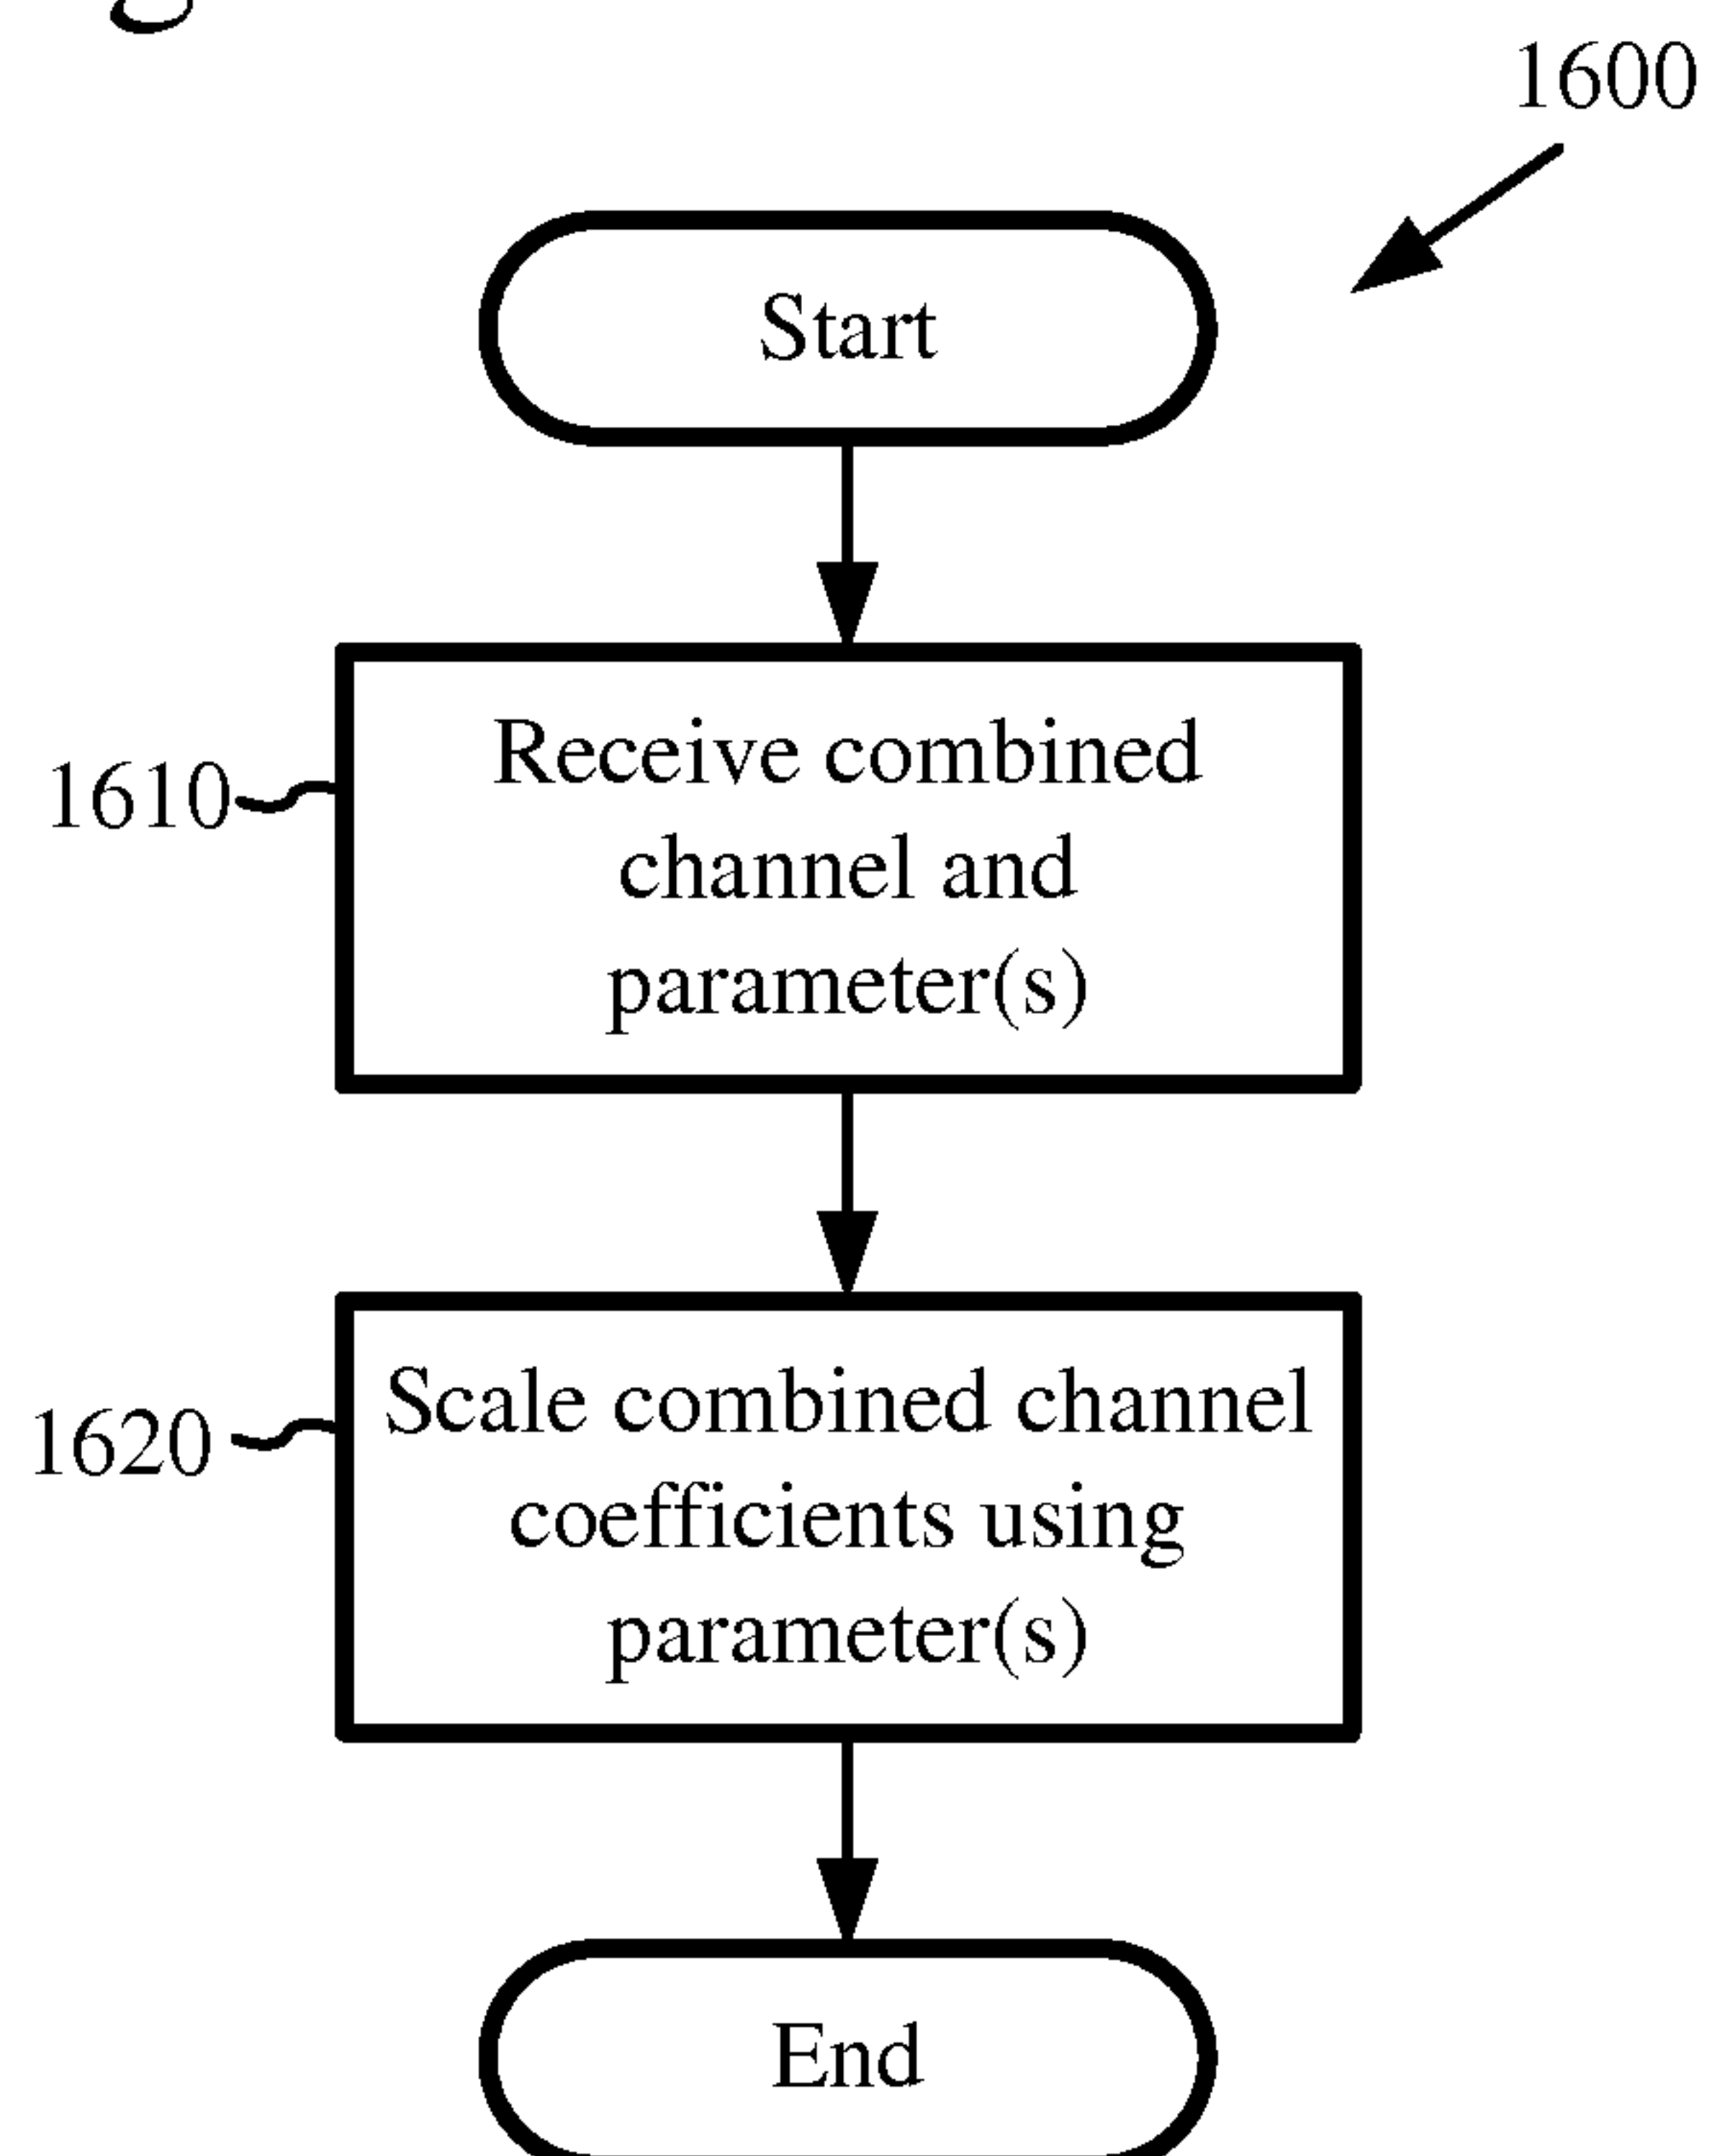 1600
Start
1610
Receive combined
channel and
parameter(s)
1620
Scale combined channel
coefficients using
parameter(s)
End